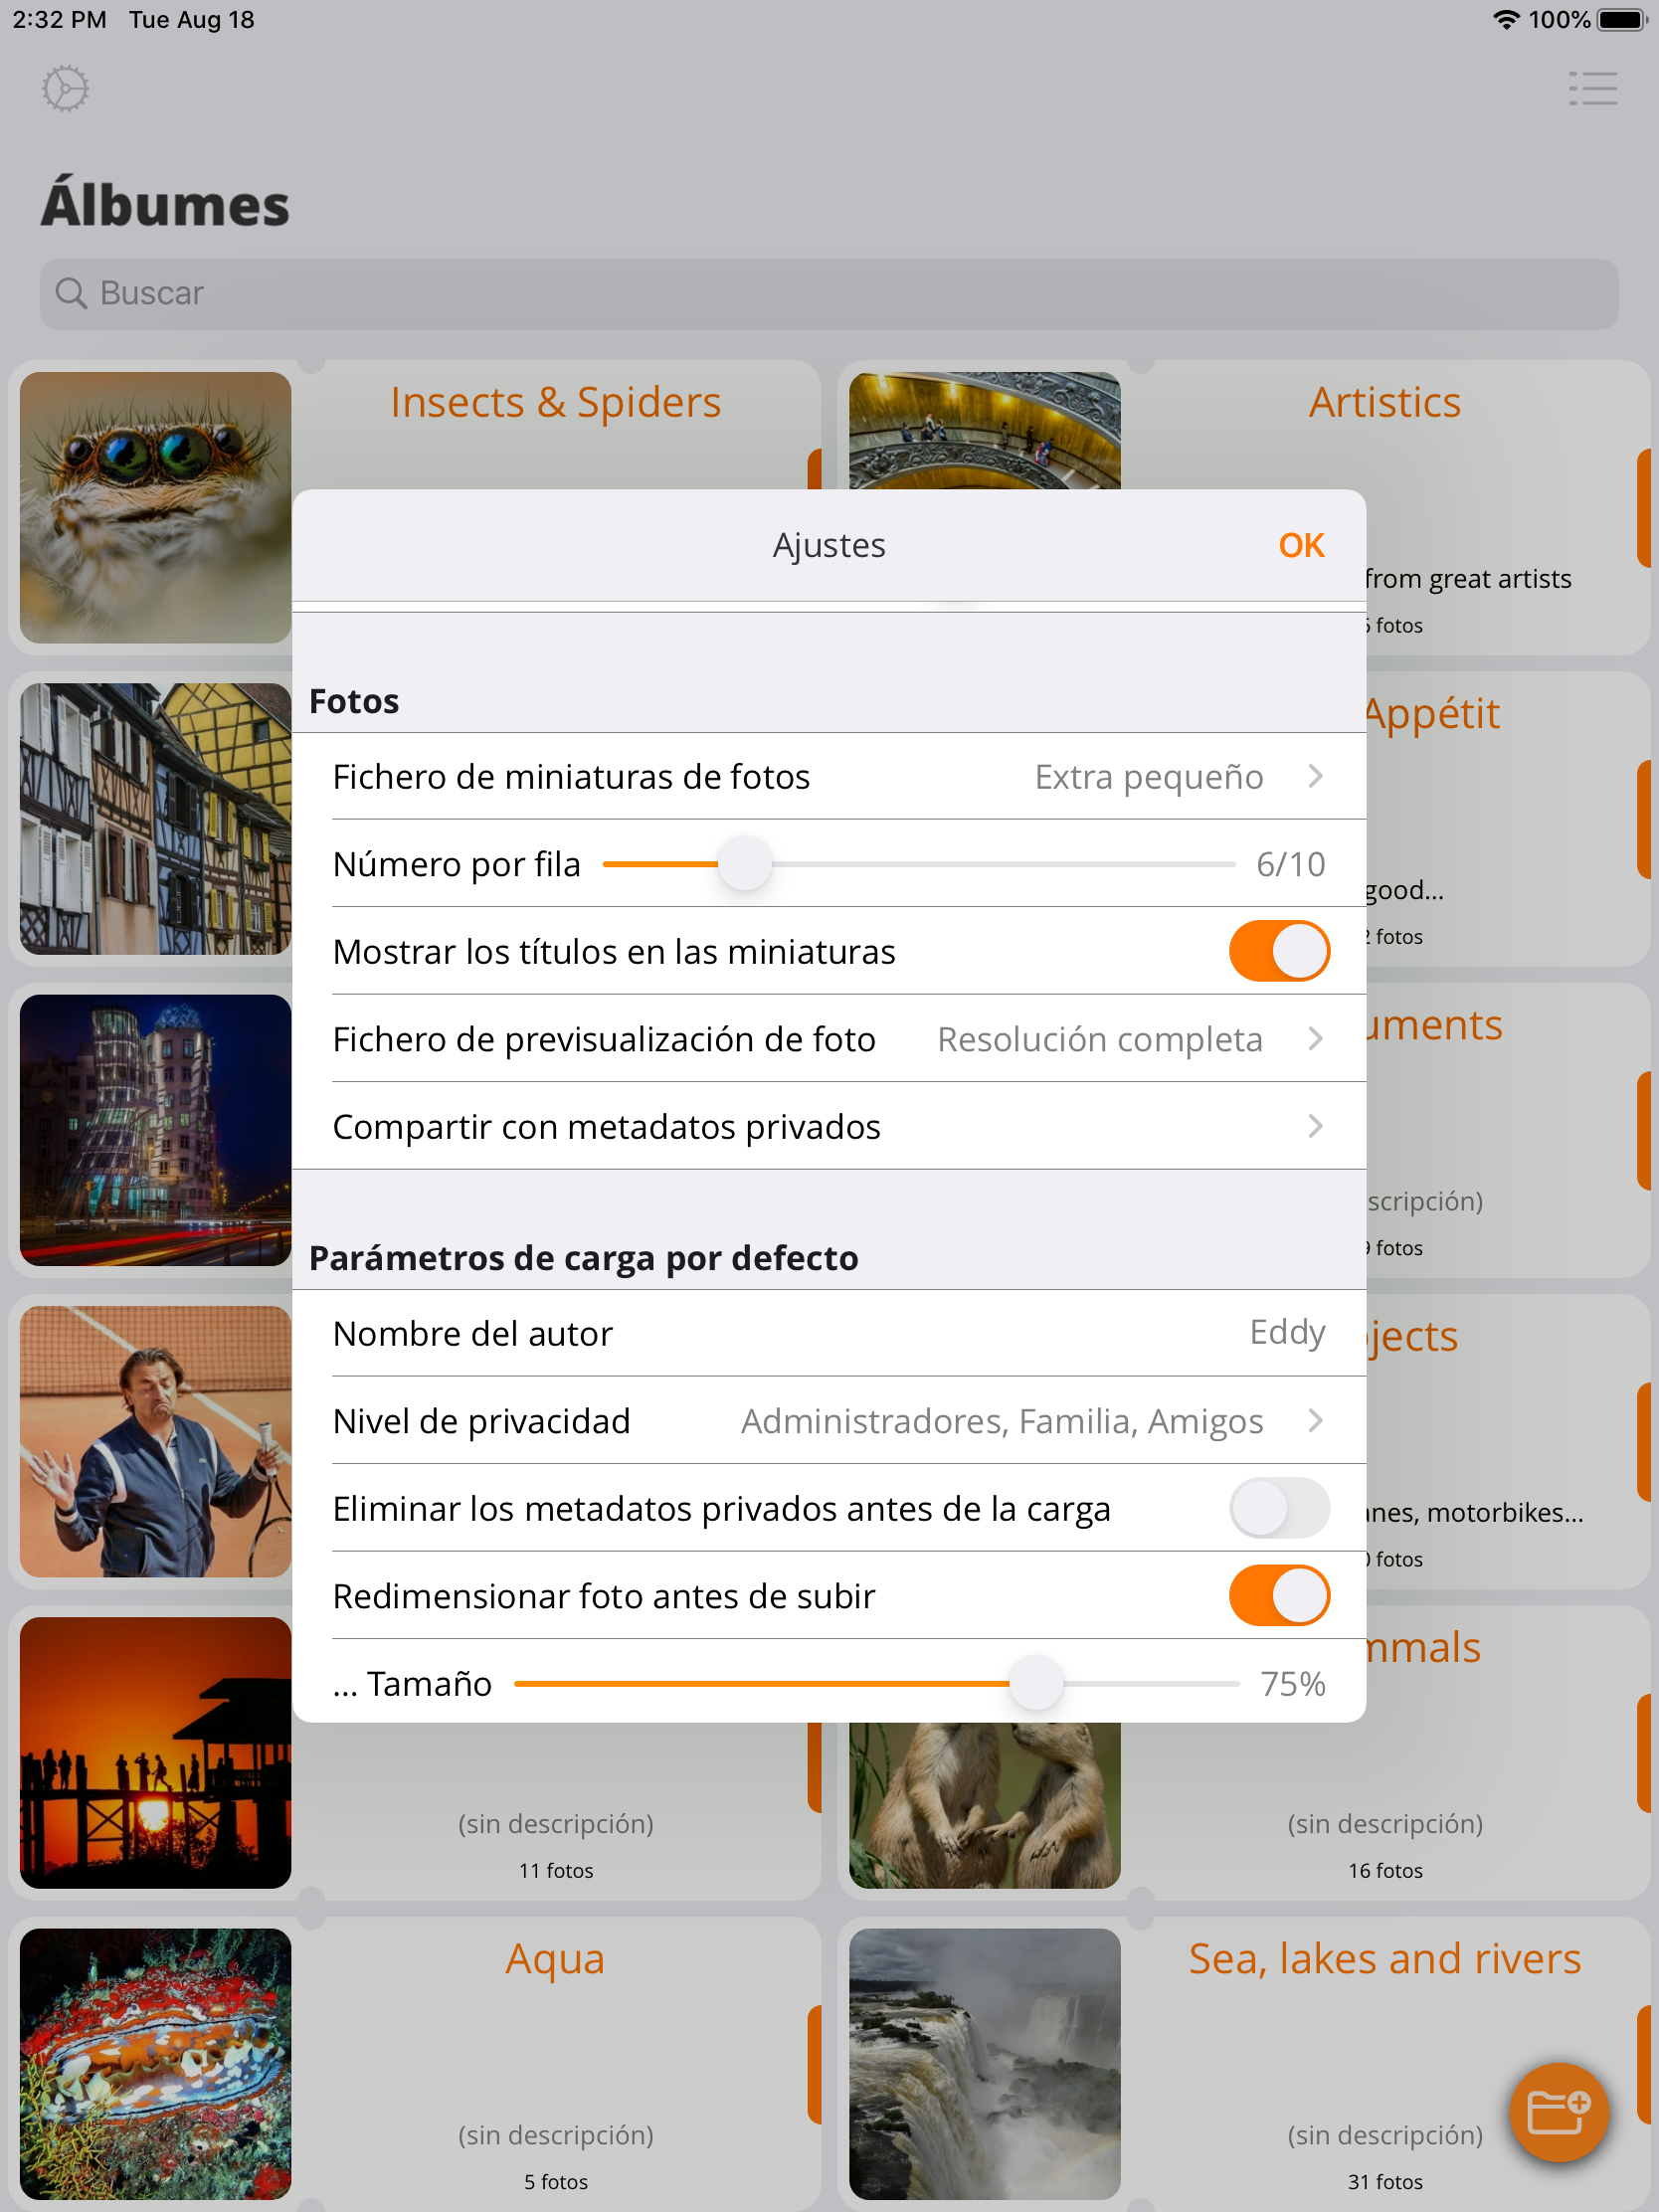 2:32 PM Tue Aug 18 100%
Álbumes
Buscar
Insects & Spiders
Artistics
from great artists
fotos
Ajustes
OK
Fotos
Fichero de miniaturas de fotos Extra pequeño
Número por fila 6/10
Mostrar los títulos en las miniaturas
Fichero de previsualización de foto Resolución completa
Compartir con metadatos privados
Parámetros de carga por defecto
Nombre del autor Eddy
Nivel de privacidad Administradores, Familia, Amigos
Eliminar los metadatos privados antes de la carga
Redimensionar foto antes de subir
... Tamaño 75%
Appétit
good...
fotos
uments
scripción)
fotos
jects
anes, motorbikes...
fotos
mmals
(sin descripción)
11 fotos
(sin descripción)
16 fotos
Aqua
(sin descripción)
5 fotos
Sea, lakes and rivers
(sin descripción)
31 fotos